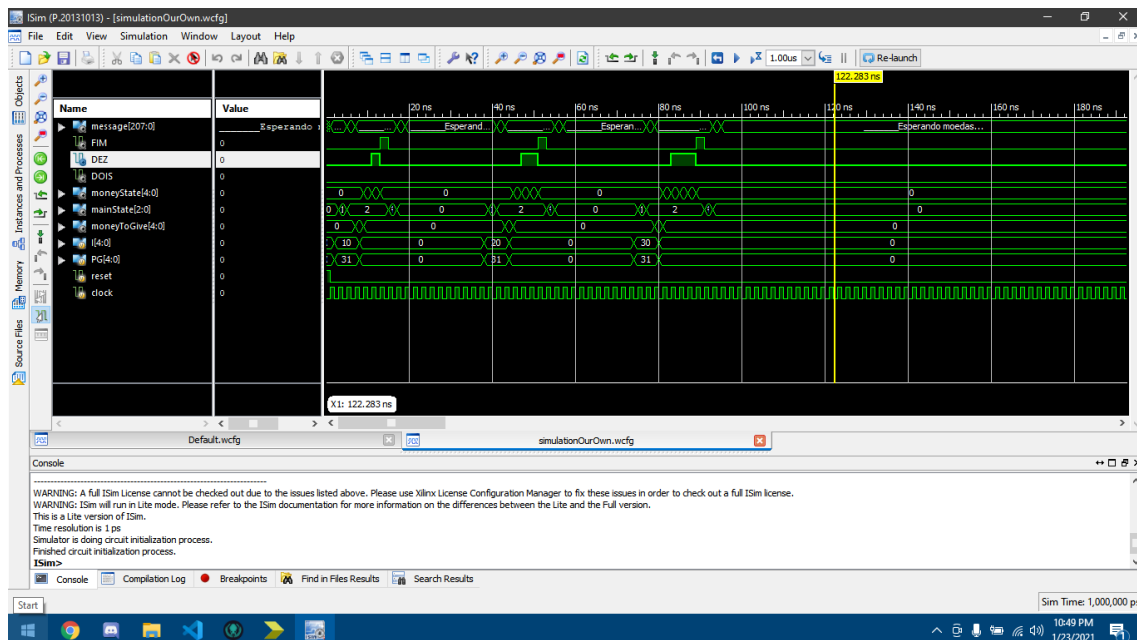 ISim (P.20131013) - [simulationOurOwn.wcfg]
File Edit View Simulation Window Layout Help
1.00us Re-launch
122.283 ns
Name Value
20 ns 40 ns 60 ns 80 ns 100 ns 120 ns 140 ns 160 ns 180 ns
message[207:0] ______Esperando ... ______... Esperand... ... Esperan... ... Esperando moedas...
FIM 0
DEZ 0
DOIS 0
moneyState[4:0] 0 0 0 0 0
mainState[2:0] 0 0 2 0 2 0 2 0
moneyToGive[4:0] 0 0 0 0 0
I[4:0] 0 10 0 20 0 30 0
PG[4:0] 0 31 0 31 0 31 0
reset 0
clock 0
X1: 122.283 ns
Objects
Instances and Processes
Memory
Source Files
Default.wcfg simulationOurOwn.wcfg
Console
------------------------------------------------------------------------
WARNING: A full ISim License cannot be checked out due to the issues listed above. Please use Xilinx License Configuration Manager to fix these issues in order to check out a full ISim license.
WARNING: ISim will run in Lite mode. Please refer to the ISim documentation for more information on the differences between the Lite and the Full version.
This is a Lite version of ISim.
Time resolution is 1 ps
Simulator is doing circuit initialization process.
Finished circuit initialization process.
ISim>
Console Compilation Log Breakpoints Find in Files Results Search Results
Start
Sim Time: 1,000,000 ps
10:49 PM
1/23/2021